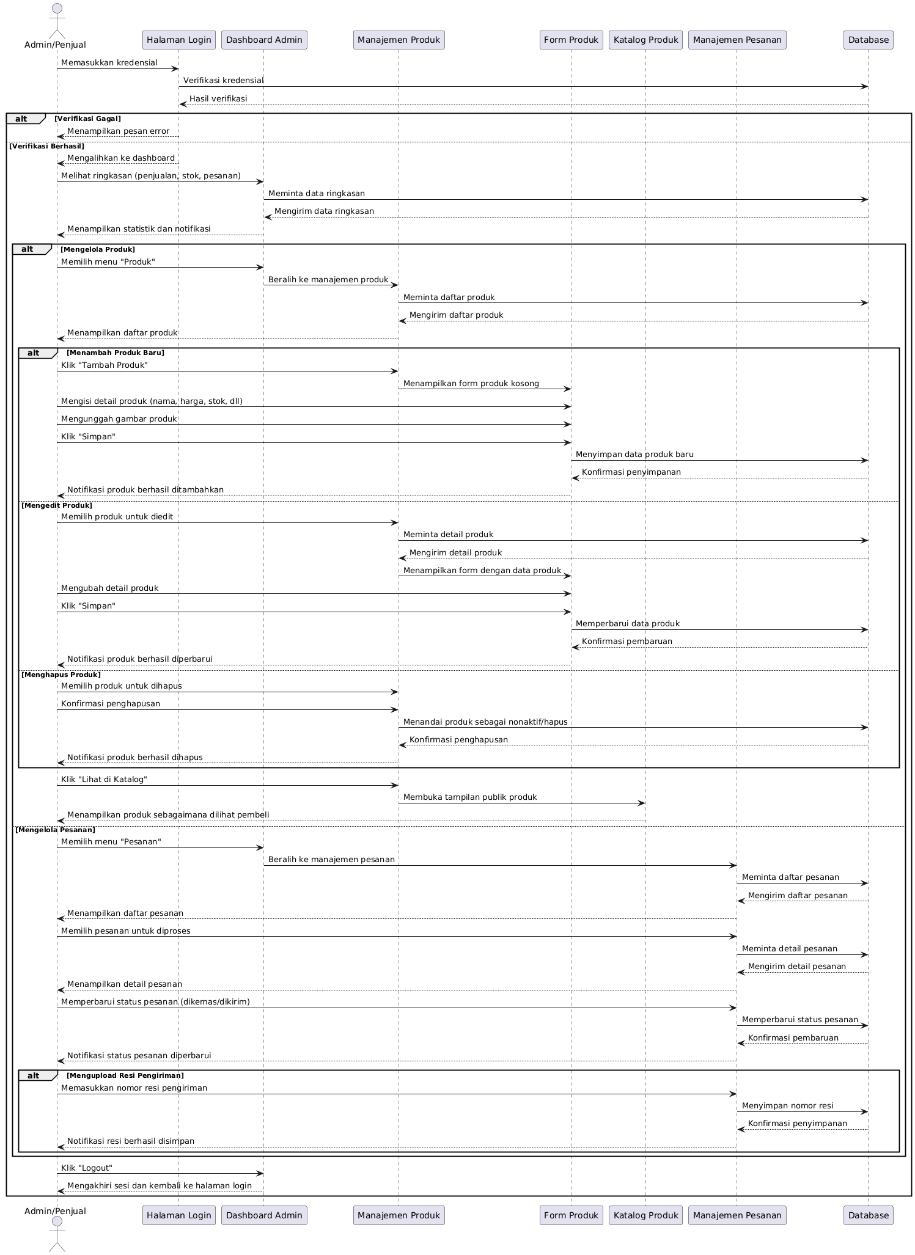 Admin/Penjual
Halaman Login
Dashboard Admin
Manajemen Produk
Form Produk
Katalog Produk
Manajemen Pesanan
Database
Memasukkan kredensial
Verifikasi kredensial
Hasil verifikasi
alt [Verifikasi Gagal]
Menampilkan pesan error
[Verifikasi Berhasil]
Mengalihkan ke dashboard
Melihat ringkasan (penjualan, stok, pesanan)
Meminta data ringkasan
Mengirim data ringkasan
Menampilkan statistik dan notifikasi
alt [Mengelola Produk]
Memilih menu "Produk"
Beralih ke manajemen produk
Meminta daftar produk
Mengirim daftar produk
Menampilkan daftar produk
alt [Menambah Produk Baru]
Klik "Tambah Produk"
Menampilkan form produk kosong
Mengisi detail produk (nama, harga, stok, dll)
Mengunggah gambar produk
Klik "Simpan"
Menyimpan data produk baru
Konfirmasi penyimpanan
Notifikasi produk berhasil ditambahkan
[Mengedit Produk]
Memilih produk untuk diedit
Meminta detail produk
Mengirim detail produk
Menampilkan form dengan data produk
Mengubah detail produk
Klik "Simpan"
Memperbarui data produk
Konfirmasi pembaruan
Notifikasi produk berhasil diperbarui
[Menghapus Produk]
Memilih produk untuk dihapus
Konfirmasi penghapusan
Menandai produk sebagai nonaktif/hapus
Konfirmasi penghapusan
Notifikasi produk berhasil dihapus
Klik "Lihat di Katalog"
Membuka tampilan publik produk
Menampilkan produk sebagaimana dilihat pembeli
[Mengelola Pesanan]
Memilih menu "Pesanan"
Beralih ke manajemen pesanan
Meminta daftar pesanan
Mengirim daftar pesanan
Menampilkan daftar pesanan
Memilih pesanan untuk diproses
Meminta detail pesanan
Mengirim detail pesanan
Menampilkan detail pesanan
Memperbarui status pesanan (dikemas/dikirim)
Memperbarui status pesanan
Konfirmasi pembaruan
Notifikasi status pesanan diperbarui
alt [Mengupload Resi Pengiriman]
Memasukkan nomor resi pengiriman
Menyimpan nomor resi
Konfirmasi penyimpanan
Notifikasi resi berhasil disimpan
Klik "Logout"
Mengakhiri sesi dan kembali ke halaman login
Admin/Penjual
Halaman Login
Dashboard Admin
Manajemen Produk
Form Produk
Katalog Produk
Manajemen Pesanan
Database